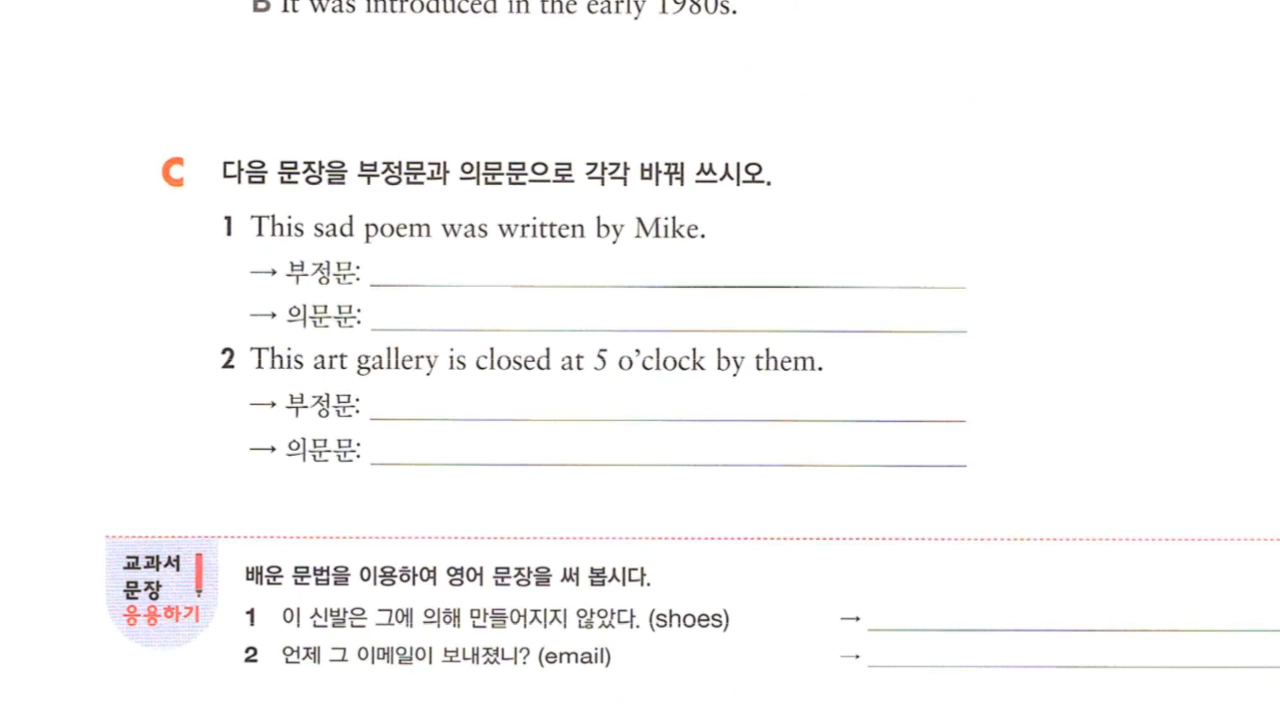 B It was introduced in the early 1980s.
C 다음 문장을 부정문과 의문문으로 각각 바꿔 쓰시오.
1 This sad poem was written by Mike.
→ 부정문:
→ 의문문:
2 This art gallery is closed at 5 o'clock by them.
→ 부정문:
→ 의문문:
교과서
문장
응용하기
배운 문법을 이용하여 영어 문장을 써 봅시다.
1 이 신발은 그에 의해 만들어지지 않았다. (shoes) →
2 언제 그 이메일이 보내졌니? (email) →